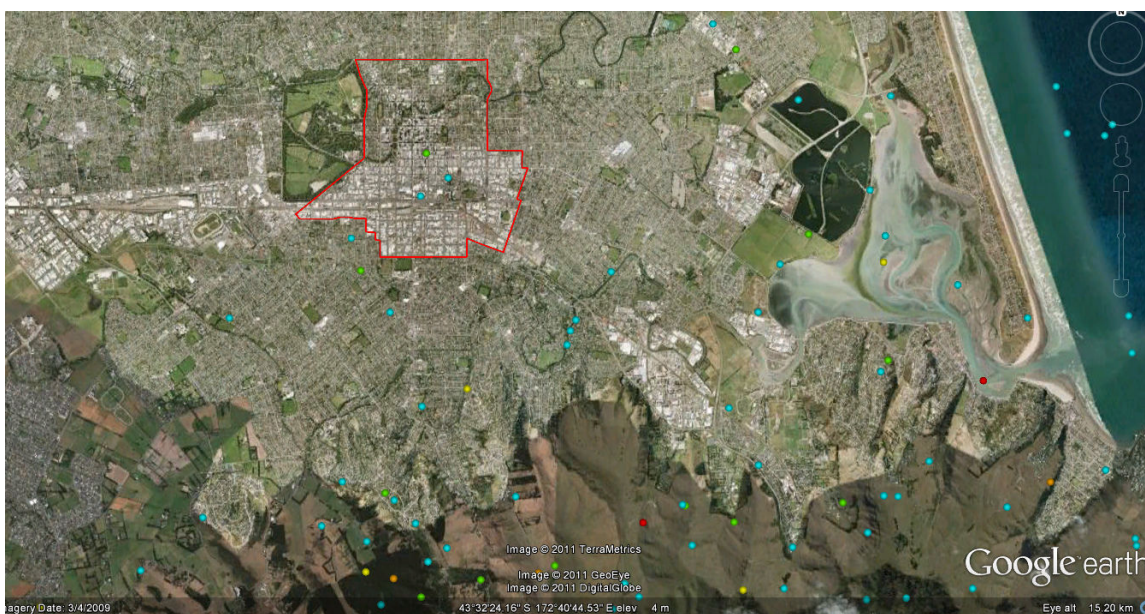 Image © 2011 TerraMetrics
Image © 2011 GeoEye
Image © 2011 DigitalGlobe
Google earth
agery Date: 3/4/2009
43°32'24.16" S 172°40'44.53" E elev 4 m
Eye alt 15.20 km